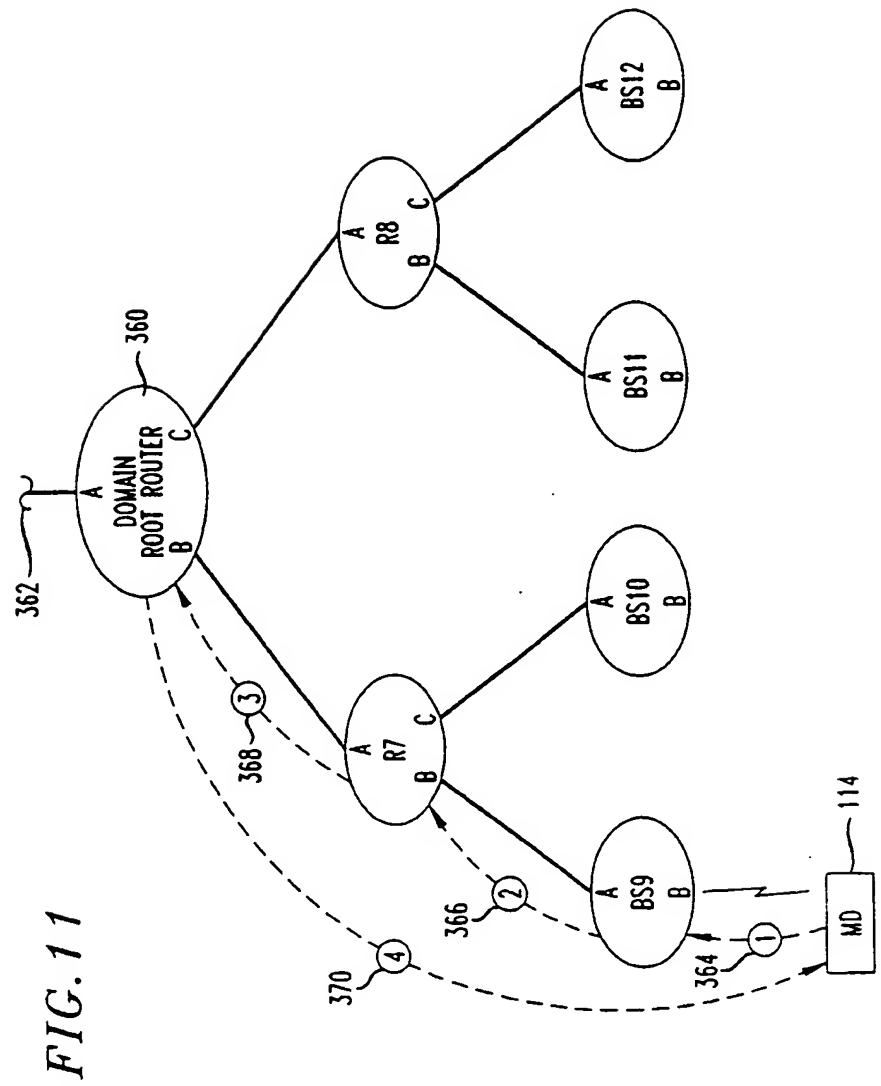 FIG. 11
362
A
DOMAIN
ROOT ROUTER
B
C
360
368
3
A
R7
B
C
A
R8
B
C
370
4
366
2
A
BS9
B
A
BS10
B
A
BS11
B
A
BS12
B
364
1
MD
114